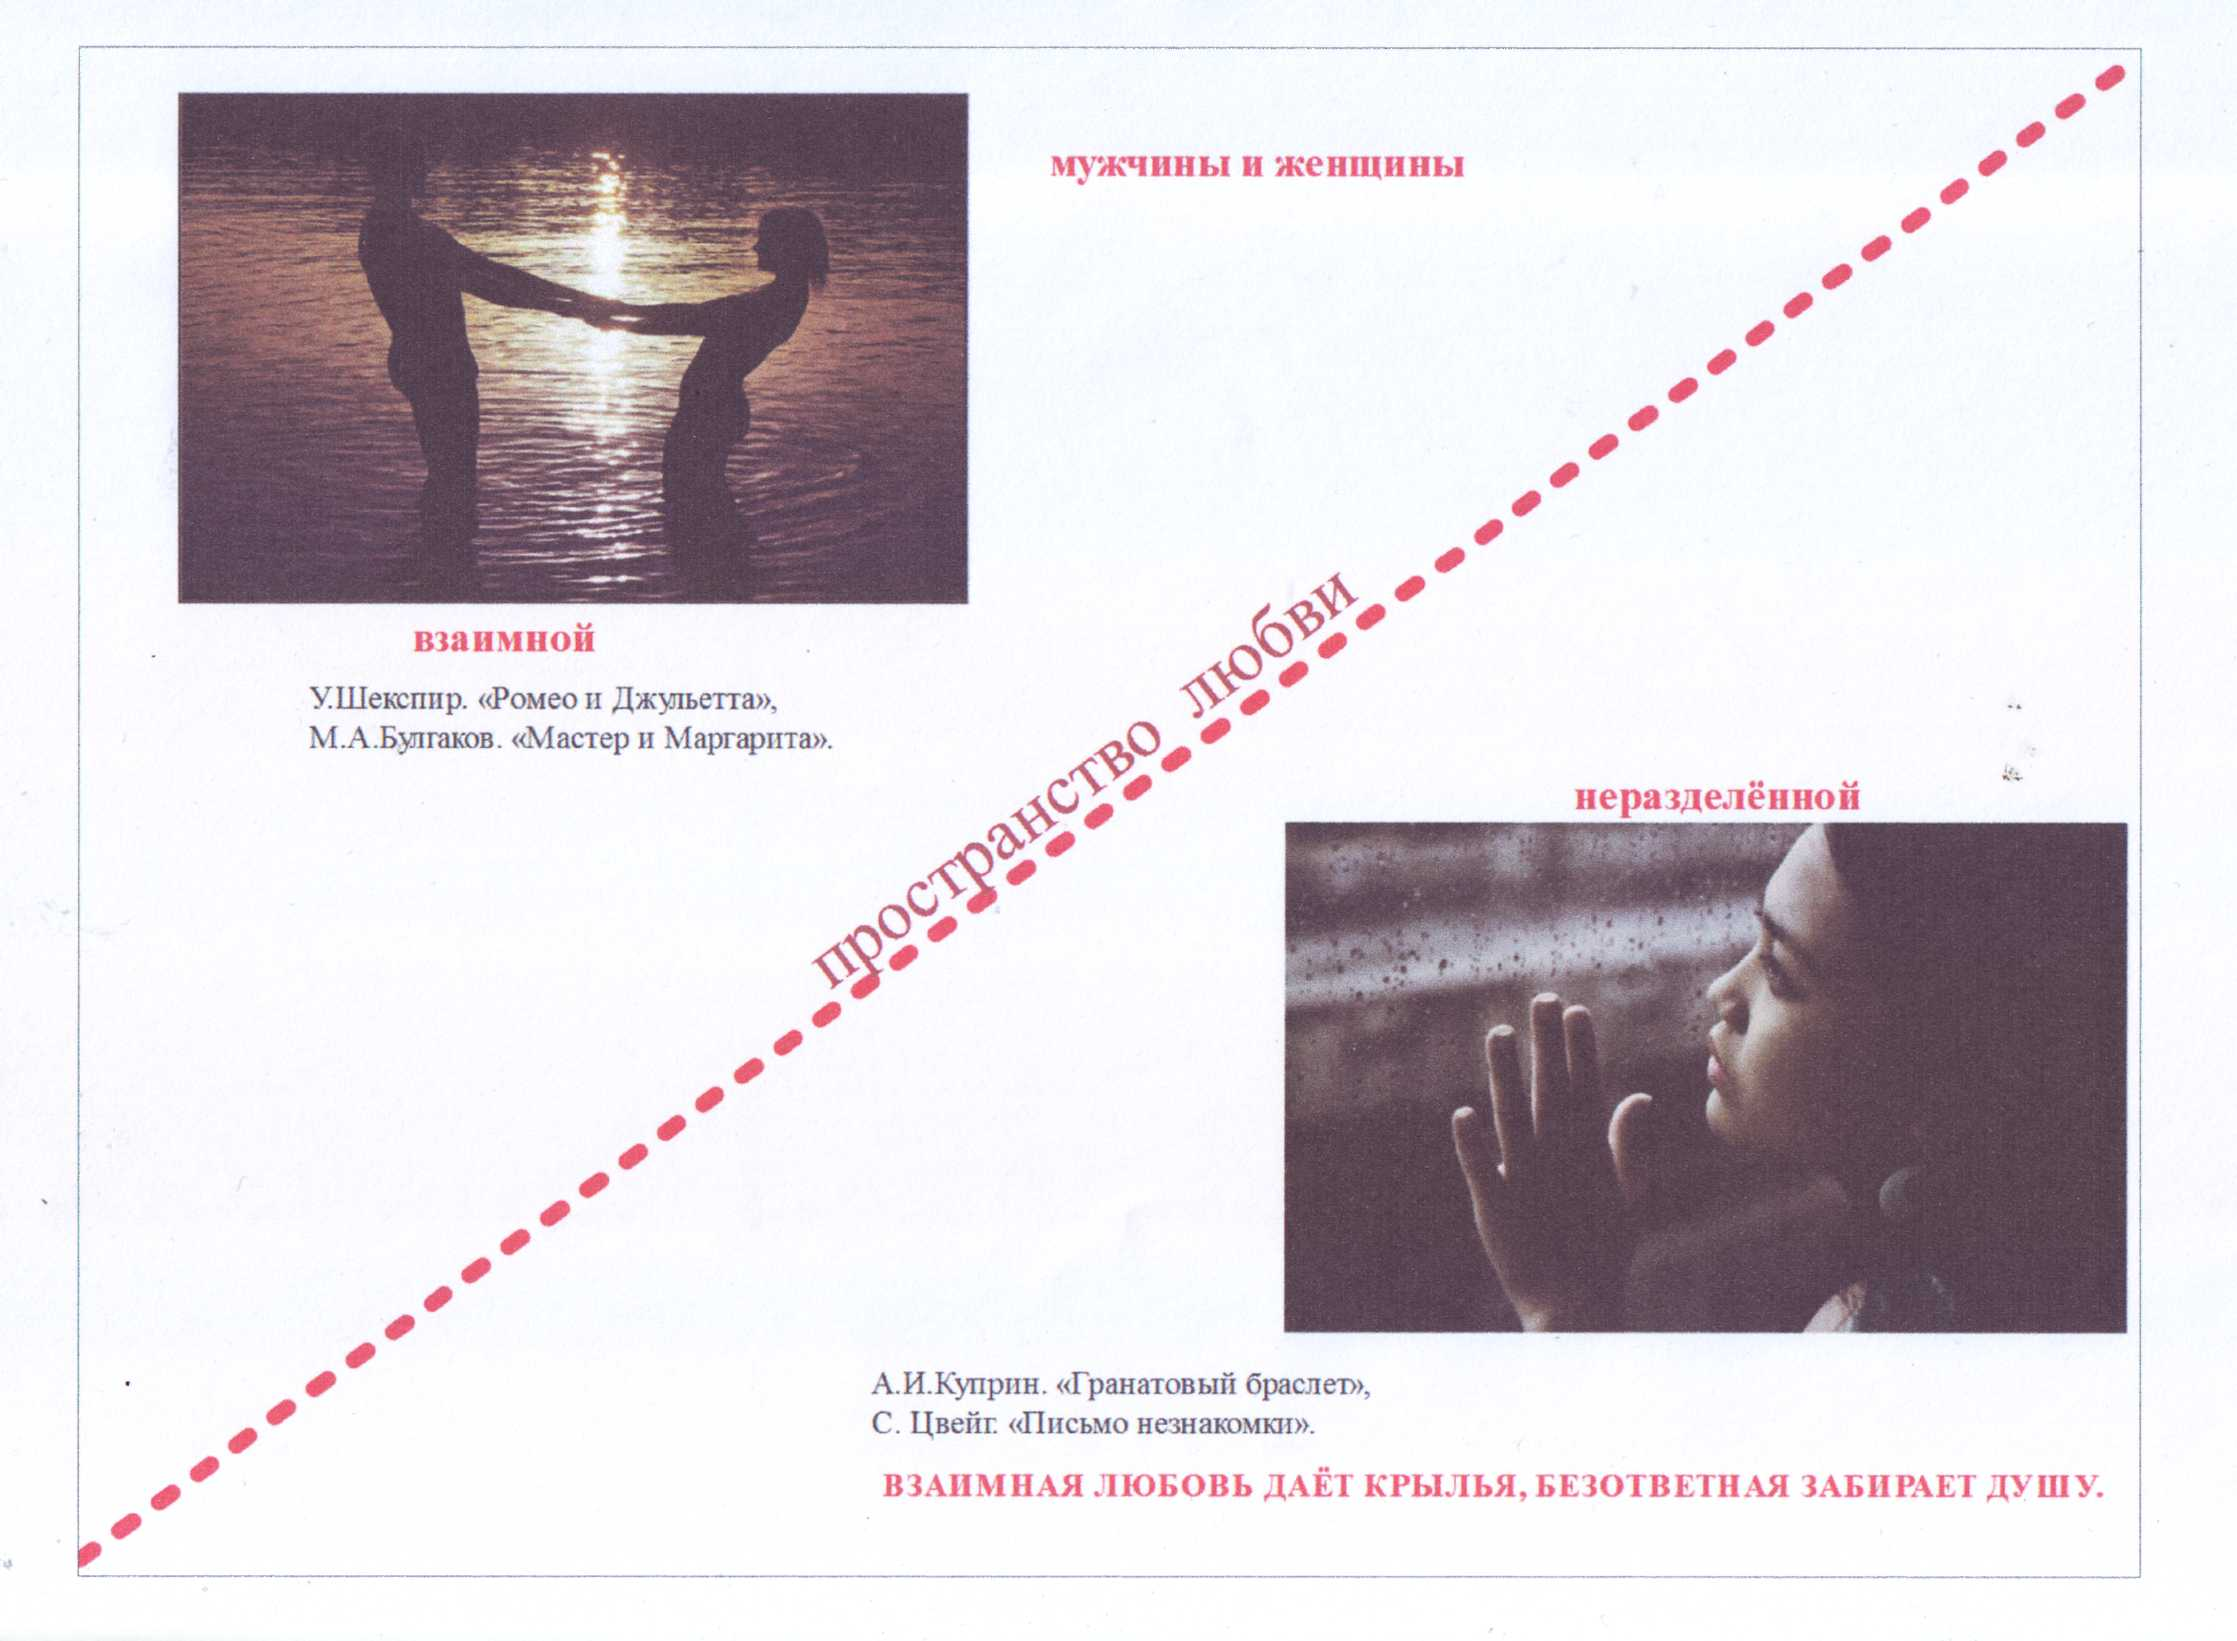 мужчины и женщины
взаимной
У.Шекспир. «Ромео и Джульетта»,
М.А.Булгаков. «Мастер и Маргарита».
пространство любви
неразделённой
А.И.Куприн. «Гранатовый браслет»,
С. Цвейг. «Письмо незнакомки».
ВЗАИМНАЯ ЛЮБОВЬ ДАЁТ КРЫЛЬЯ, БЕЗОТВЕТНАЯ ЗАБИРАЕТ ДУШУ.